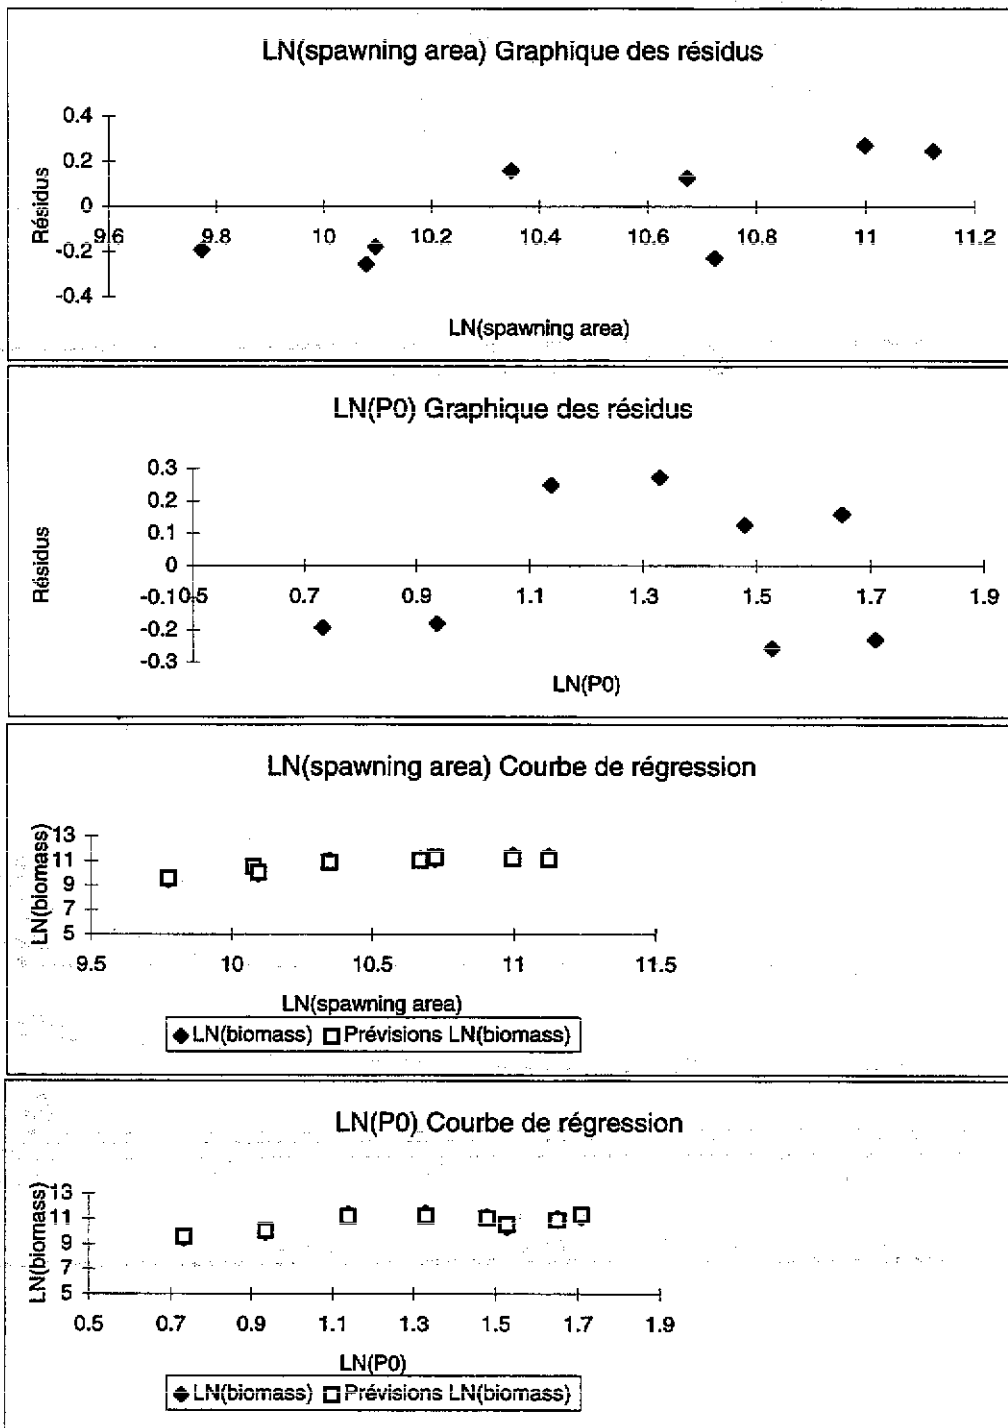 LN(spawning area) Graphique des résidus
0.4
0.2
0
-0.2
-0.4
Résidus
9.6 9.8 10 10.2 10.4 10.6 10.8 11 11.2
LN(spawning area)
LN(P0) Graphique des résidus
0.3
0.2
0.1
0
-0.1
-0.2
-0.3
Résidus
0.5 0.7 0.9 1.1 1.3 1.5 1.7 1.9
LN(P0)
LN(spawning area) Courbe de régression
LN(biomass)
13
11
9
7
5
9.5 10 10.5 11 11.5
LN(spawning area)
LN(biomass) Prévisions LN(biomass)
LN(P0) Courbe de régression
LN(biomass)
13
11
9
7
5
0.5 0.7 0.9 1.1 1.3 1.5 1.7 1.9
LN(P0)
LN(biomass) Prévisions LN(biomass)